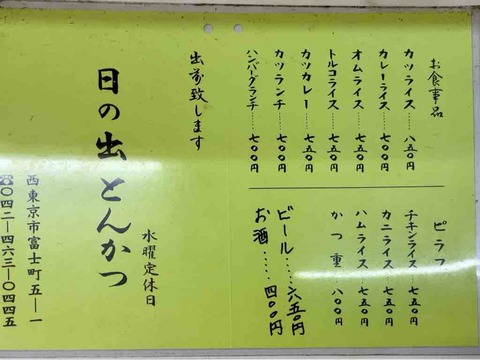 お食事品
カツライス……八五〇円
カレーライス……七〇〇円
オムライス……七五〇円
トルコライス……七五〇円
カツカレー……七五〇円
カツランチ……七〇〇円
ハンバーグランチ……七〇〇円
ピラフ
チキンライス……七五〇円
カニライス……七五〇円
ハムライス……七五〇円
かつ重……八〇〇円
ビール……六五〇円
お酒……四〇〇円
出前致します
水曜定休日
日の出とんかつ
西東京市富士町五ー一
☎〇四二ー四六三ー〇四四五